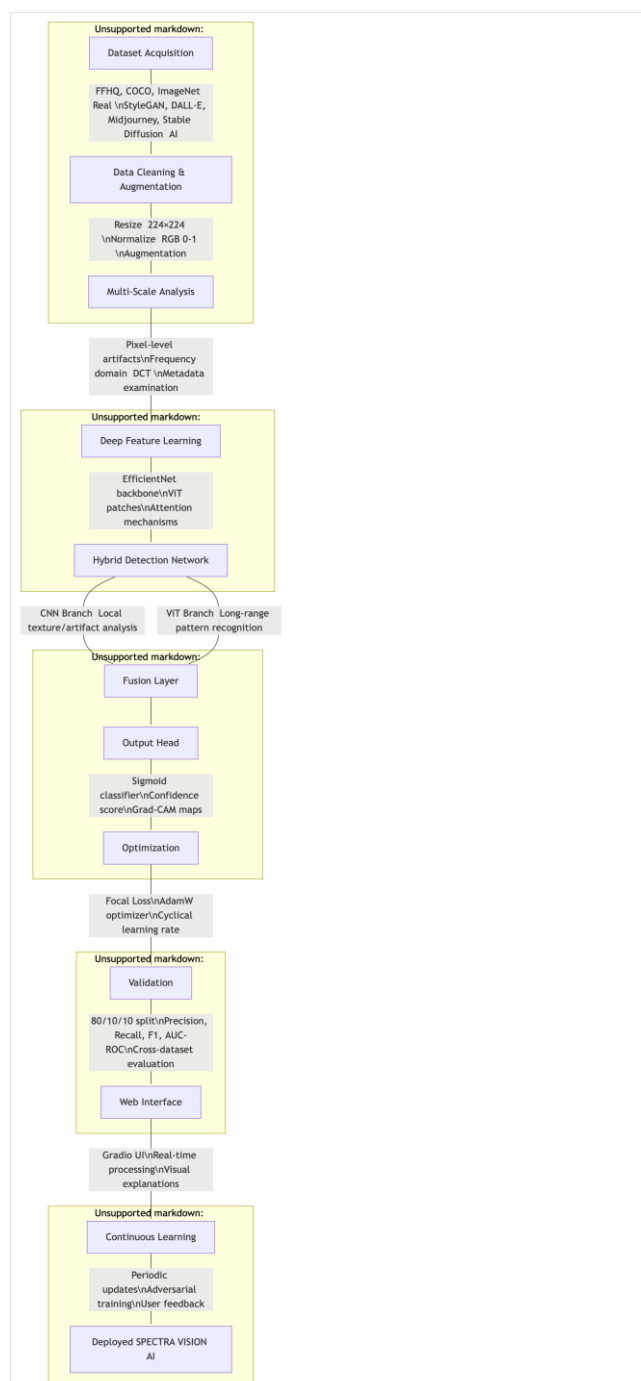 Unsupported markdown:
Dataset Acquisition
FFHQ, COCO, ImageNet
Real \nStyleGAN, DALL-E,
Midjourney, Stable
Diffusion  AI
Data Cleaning &
Augmentation
Resize  224×224
\nNormalize  RGB 0-1
\nAugmentation
Multi-Scale Analysis
Pixel-level
artifacts\nFrequency
domain  DCT \nMetadata
examination
Unsupported markdown:
Deep Feature Learning
EfficientNet
backbone\nViT
patches\nAttention
mechanisms
Hybrid Detection Network
CNN Branch  Local
texture/artifact analysis
ViT Branch  Long-range
pattern recognition
Unsupported markdown:
Fusion Layer
Output Head
Sigmoid
classifier\nConfidence
score\nGrad-CAM maps
Optimization
Focal Loss\nAdamW
optimizer\nCyclical
learning rate
Unsupported markdown:
Validation
80/10/10 split\nPrecision,
Recall, F1, AUC-
ROC\nCross-dataset
evaluation
Web Interface
Gradio UI\nReal-time
processing\nVisual
explanations
Unsupported markdown:
Continuous Learning
Periodic
updates\nAdversarial
training\nUser feedback
Deployed SPECTRA VISION
AI